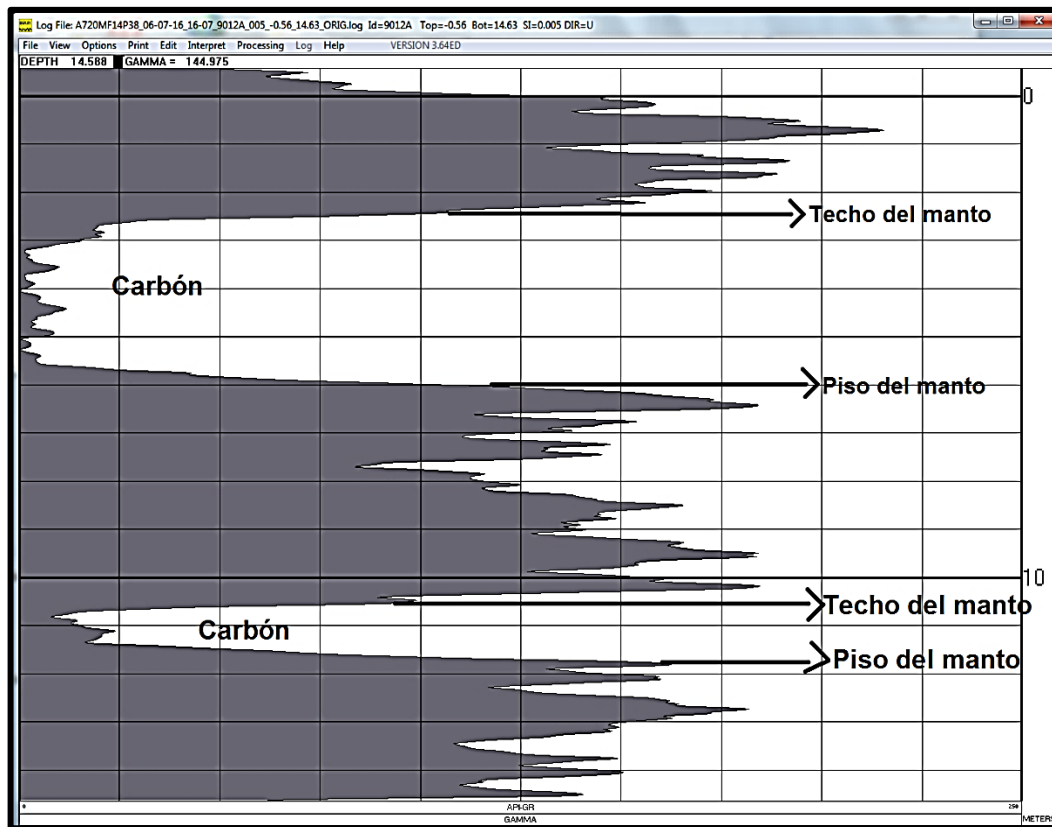 Log File: A720MF14P38_06-07-16_16-07_9012A_005_-0.56_14.63_ORIG.log Id=9012A Top=-0.56 Bot=14.63 SI=0.005 DIR=U
File View Options Print Edit Interpret Processing Log Help VERSION 3.64ED
DEPTH 14.588 GAMMA = 144.975
0
Techo del manto
Carbón
Piso del manto
10
Techo del manto
Carbón
Piso del manto
0 API-GR 250
GAMMA METERS